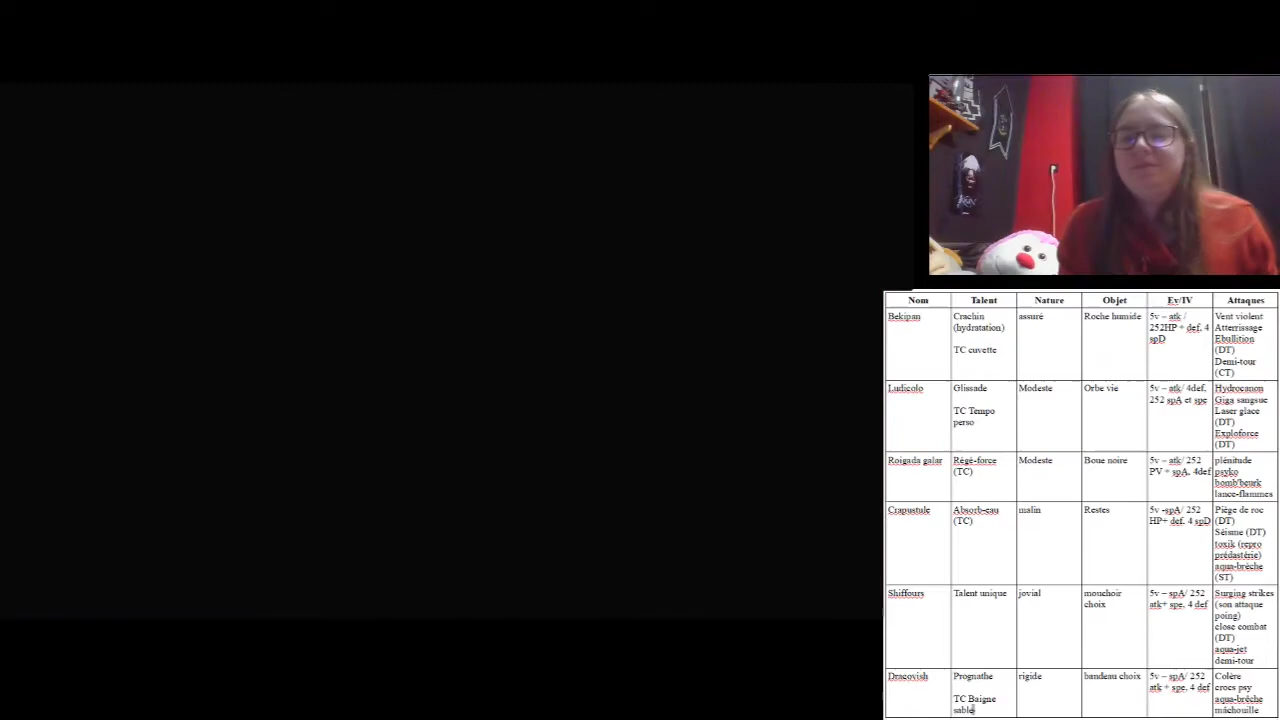 Nom Talent Nature Objet Ev/IV Attaques
Bekipan
Crachin
(hydratation)
TC cuvette
assuré
Roche humide
5v – atk /
252HP + def, 4
spD
Vent violent
Atterrissage
Ebullition
(DT)
Demi-tour
(CT)
Ludicolo
Glissade
TC Tempo
perso
Modeste
Orbe vie
5v – atk/ 4def,
252 spA et spe
Hydrocanon
Giga sangsue
Laser glace
(DT)
Exploforce
(DT)
Roigada galar
Régé-force
(TC)
Modeste
Boue noire
5v – atk/ 252
PV + spA, 4def
plénitude
psyko
bomb'beurk
lance-flammes
Crapustule
Absorb-eau
(TC)
malin
Restes
5v -spA/ 252
HP+ def, 4 spD
Piège de roc
(DT)
Séisme (DT)
toxik (repro
prédastérie)
aqua-brèche
(ST)
Shiffours
Talent unique
jovial
mouchoir
choix
5v – spA/ 252
atk+ spe, 4 def
Surging strikes
(son attaque
poing)
close combat
(DT)
aqua-jet
demi-tour
Dracovish
Prognathe
TC Baigne
sable
rigide
bandeau choix
5v – spA/ 252
atk + spe, 4 def
Colère
crocs psy
aqua-brèche
mâchouille